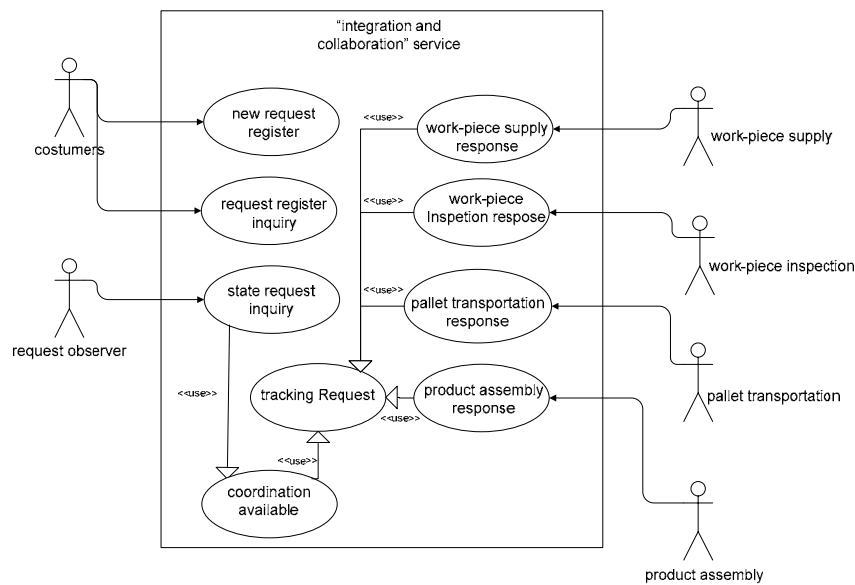 “integration and
collaboration” service
costumers
new request
register
request register
inquiry
request observer
state request
inquiry
<<use>>
work-piece supply
response
work-piece supply
<<use>>
work-piece
Inspetion respose
work-piece inspection
<<use>>
pallet transportation
response
pallet transportation
<<use>>
tracking Request
product assembly
response
<<use>>
<<use>>
coordination
available
product assembly